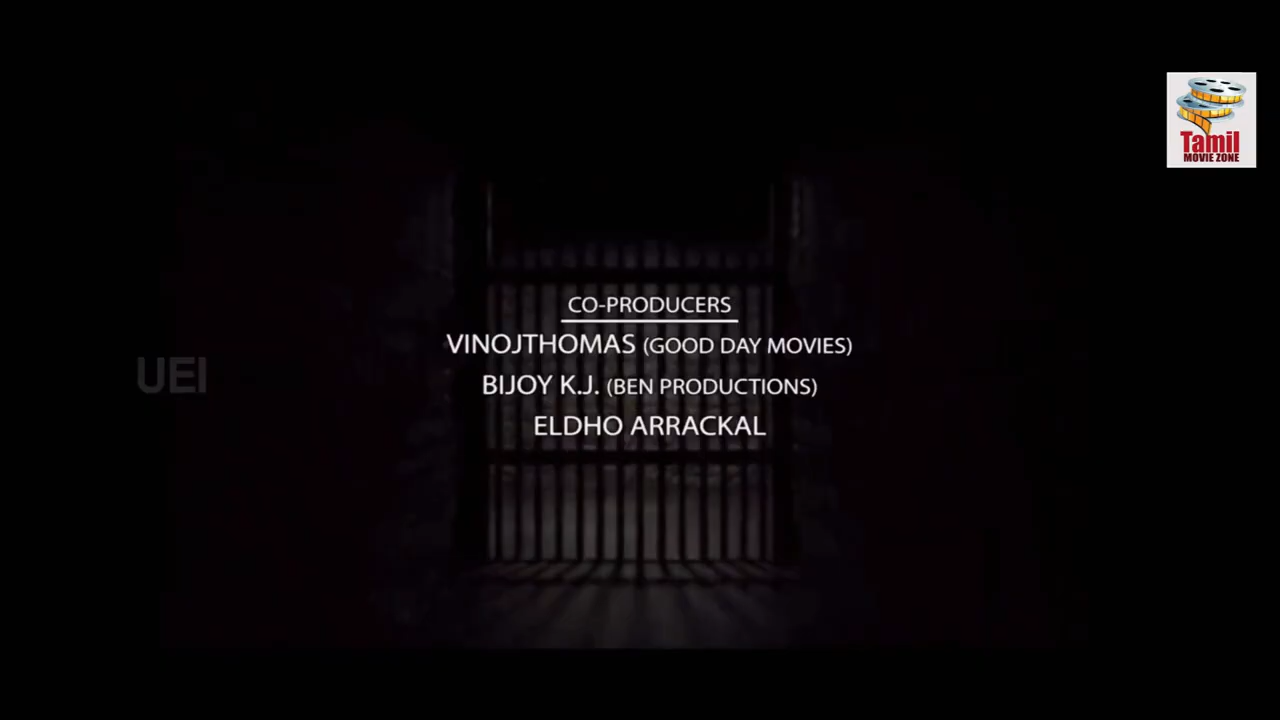 Tamil
MOVIE ZONE
CO-PRODUCERS
VINOJTHOMAS (GOOD DAY MOVIES)
BIJOY K.J. (BEN PRODUCTIONS)
ELDHO ARRACKAL
UEI